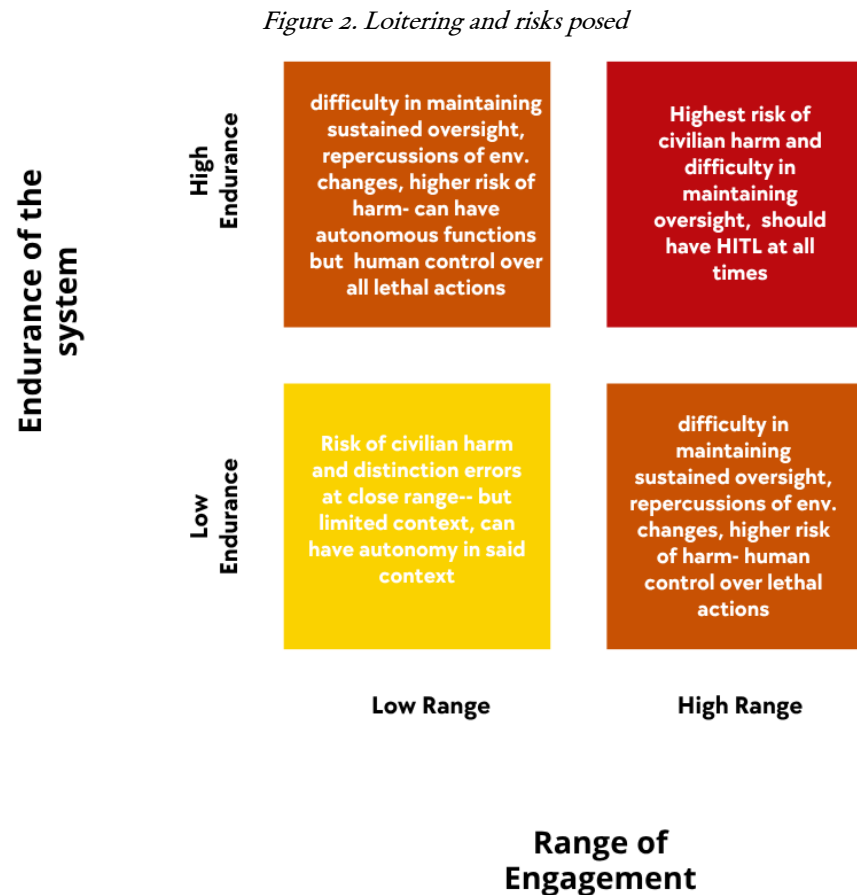 Figure 2. Loitering and risks posed
Endurance of the
system
High
Endurance
difficulty in maintaining
sustained oversight,
repercussions of env.
changes, higher risk of
harm- can have
autonomous functions
but human control over
all lethal actions
Highest risk of
civilian harm and
difficulty in
maintaining
oversight, should
have HITL at all
times
Low
Endurance
Risk of civilian harm
and distinction errors
at close range-- but
limited context, can
have autonomy in said
context
difficulty in
maintaining
sustained oversight,
repercussions of env.
changes, higher risk
of harm- human
control over lethal
actions
Low Range
High Range
Range of
Engagement